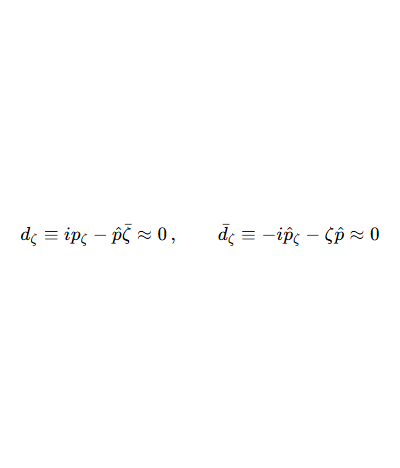 d_ζ ≡ ip_ζ − p̂ζ̄ ≈ 0 ,  d̄_ζ ≡ −ip̂_ζ − ζp̂ ≈ 0